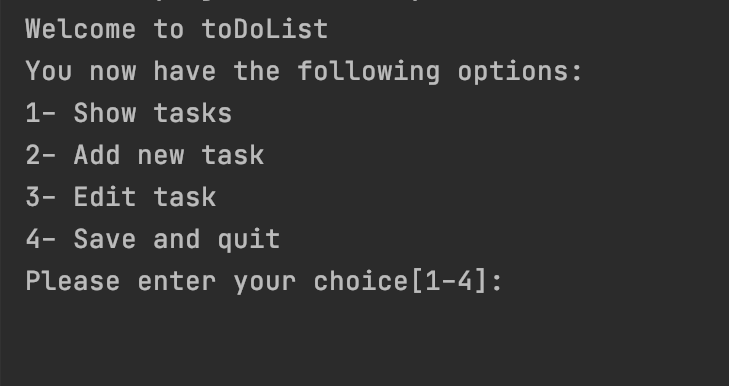 Welcome to toDoList
You now have the following options:
1- Show tasks
2- Add new task
3- Edit task
4- Save and quit
Please enter your choice[1-4]: